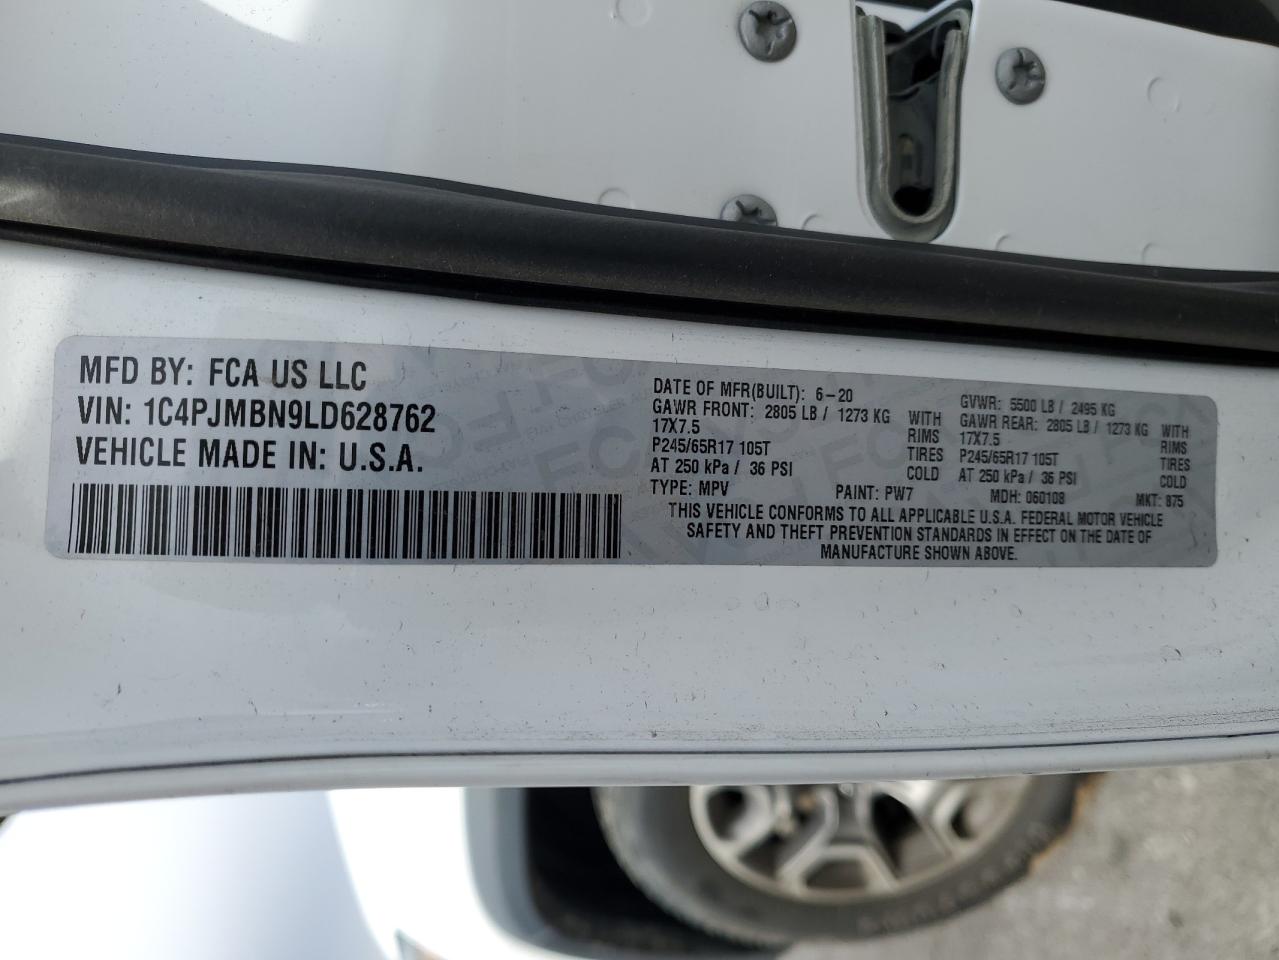 MFD BY: FCA US LLC
VIN: 1C4PJMBN9LD628762
VEHICLE MADE IN: U.S.A.
DATE OF MFR(BUILT): 6-20 GVWR: 5500 LB / 2495 KG
GAWR FRONT: 2805 LB / 1273 KG WITH GAWR REAR: 2805 LB / 1273 KG WITH
17X7.5 RIMS 17X7.5 RIMS
P245/65R17 105T TIRES P245/65R17 105T TIRES
AT 250 kPa / 36 PSI COLD AT 250 kPa / 36 PSI COLD
TYPE: MPV PAINT: PW7 MDH: 060108 MKT: 875
THIS VEHICLE CONFORMS TO ALL APPLICABLE U.S.A. FEDERAL MOTOR VEHICLE
SAFETY AND THEFT PREVENTION STANDARDS IN EFFECT ON THE DATE OF
MANUFACTURE SHOWN ABOVE.